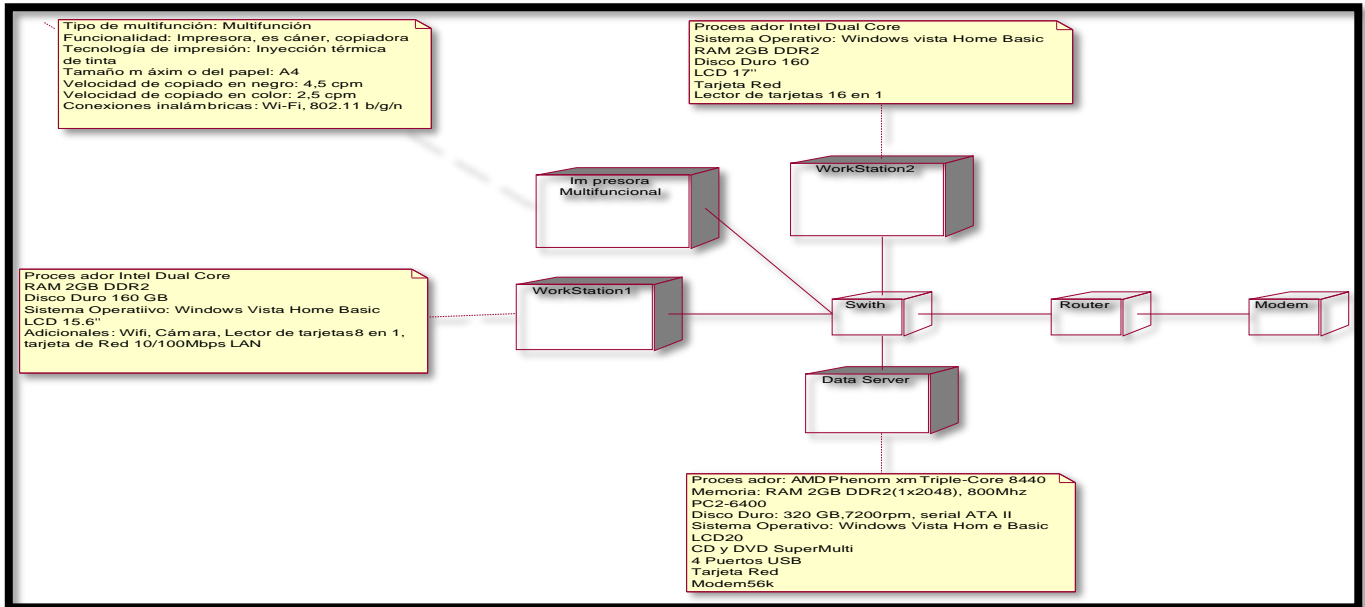 Tipo de multifunción: Multifunción
Funcionalidad: Impresora, es cáner, copiadora
Tecnología de impresión: Inyección térmica
de tinta
Tamaño m áxim o del papel: A4
Velocidad de copiado en negro: 4,5 cpm
Velocidad de copiado en color: 2,5 cpm
Conexiones inalámbricas: Wi-Fi, 802.11 b/g/n
Proces ador Intel Dual Core
Sistema Operativo: Windows vista Home Basic
RAM 2GB DDR2
Disco Duro 160
LCD 17"
Tarjeta Red
Lector de tarjetas 16 en 1
Im presora
Multifuncional
WorkStation2
Proces ador Intel Dual Core
RAM 2GB DDR2
Disco Duro 160 GB
Sistema Operatiivo: Windows Vista Home Basic
LCD 15.6"
Adicionales: Wifi, Cámara, Lector de tarjetas8 en 1,
tarjeta de Red 10/100Mbps LAN
WorkStation1
Swith
Router
Modem
Data Server
Proces ador: AMD Phenom xm Triple-Core 8440
Memoria: RAM 2GB DDR2(1x2048), 800Mhz
PC2-6400
Disco Duro: 320 GB,7200rpm, serial ATA II
Sistema Operativo: Windows Vista Hom e Basic
LCD20
CD y DVD SuperMulti
4 Puertos USB
Tarjeta Red
Modem56k